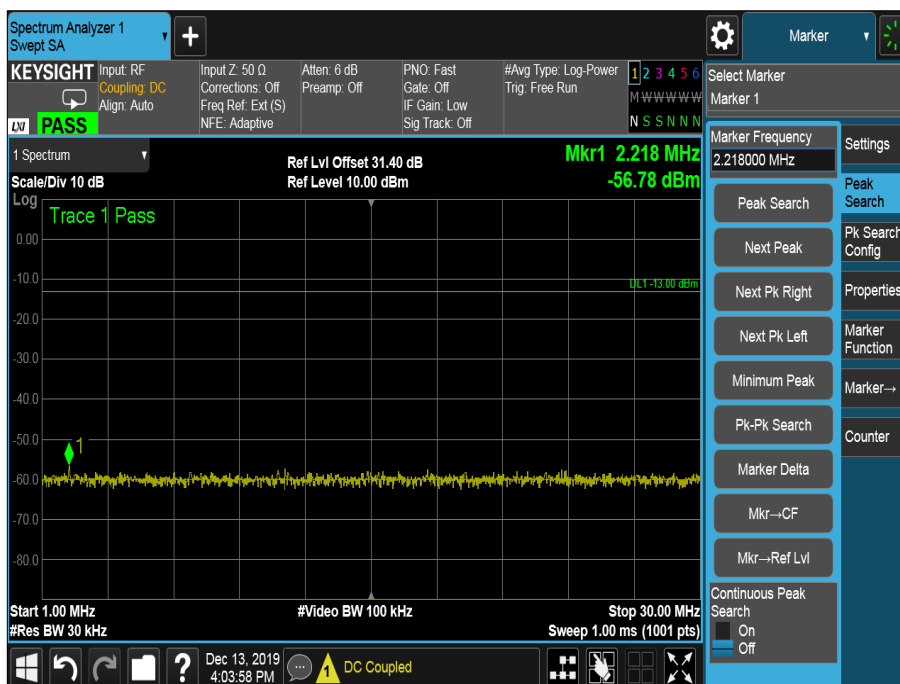 Spectrum Analyzer 1
Swept SA
Marker
KEYSIGHT
LXI PASS
Input: RF
Coupling: DC
Align: Auto
Input Z: 50 Ω
Corrections: Off
Freq Ref: Ext (S)
NFE: Adaptive
Atten: 6 dB
Preamp: Off
PNO: Fast
Gate: Off
IF Gain: Low
Sig Track: Off
#Avg Type: Log-Power
Trig: Free Run
1 2 3 4 5 6
M W W W W W
N S S N N N
Select Marker
Marker 1
1 Spectrum
Scale/Div 10 dB
Ref Lvl Offset 31.40 dB
Ref Level 10.00 dBm
Mkr1 2.218 MHz
-56.78 dBm
Log
Trace 1 Pass
0.00
-10.0
DL1 -13.00 dBm
-20.0
-30.0
-40.0
-50.0
1
-60.0
-70.0
-80.0
Start 1.00 MHz
#Res BW 30 kHz
#Video BW 100 kHz
Stop 30.00 MHz
Sweep 1.00 ms (1001 pts)
Marker Frequency
2.218000 MHz
Peak Search
Next Peak
Next Pk Right
Next Pk Left
Minimum Peak
Pk-Pk Search
Marker Delta
Mkr→CF
Mkr→Ref Lvl
Continuous Peak
Search
On
Off
Settings
Peak
Search
Pk Search
Config
Properties
Marker
Function
Marker→
Counter
?
Dec 13, 2019
4:03:58 PM
1
DC Coupled